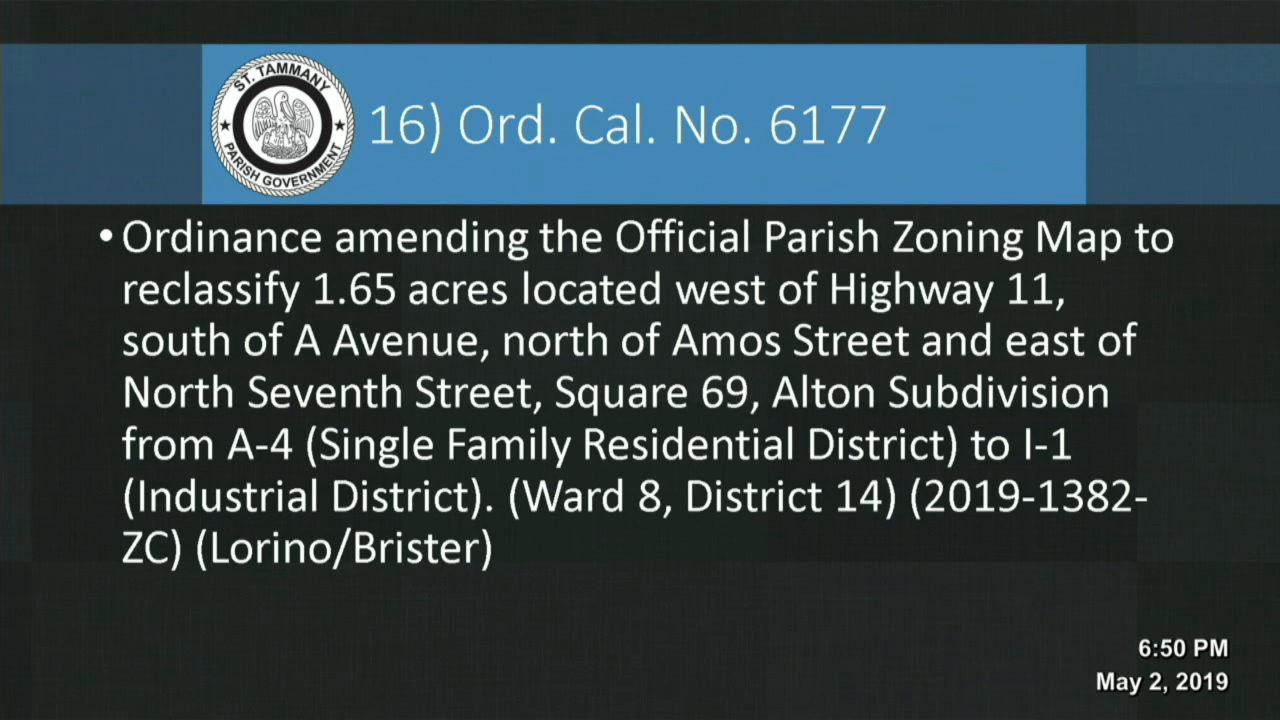 ST. TAMMANY
PARISH GOVERNMENT
16) Ord. Cal. No. 6177
• Ordinance amending the Official Parish Zoning Map to
reclassify 1.65 acres located west of Highway 11,
south of A Avenue, north of Amos Street and east of
North Seventh Street, Square 69, Alton Subdivision
from A-4 (Single Family Residential District) to I-1
(Industrial District). (Ward 8, District 14) (2019-1382-
ZC) (Lorino/Brister)
6:50 PM
May 2, 2019